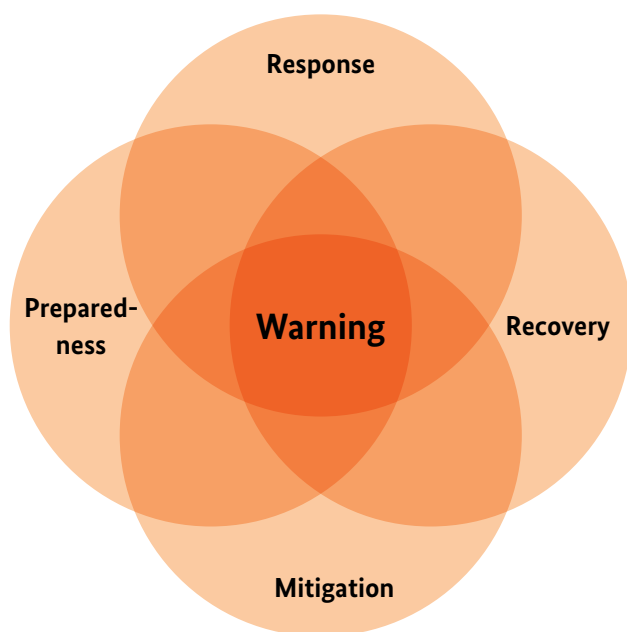 Response
Prepared-
ness
Warning
Recovery
Mitigation